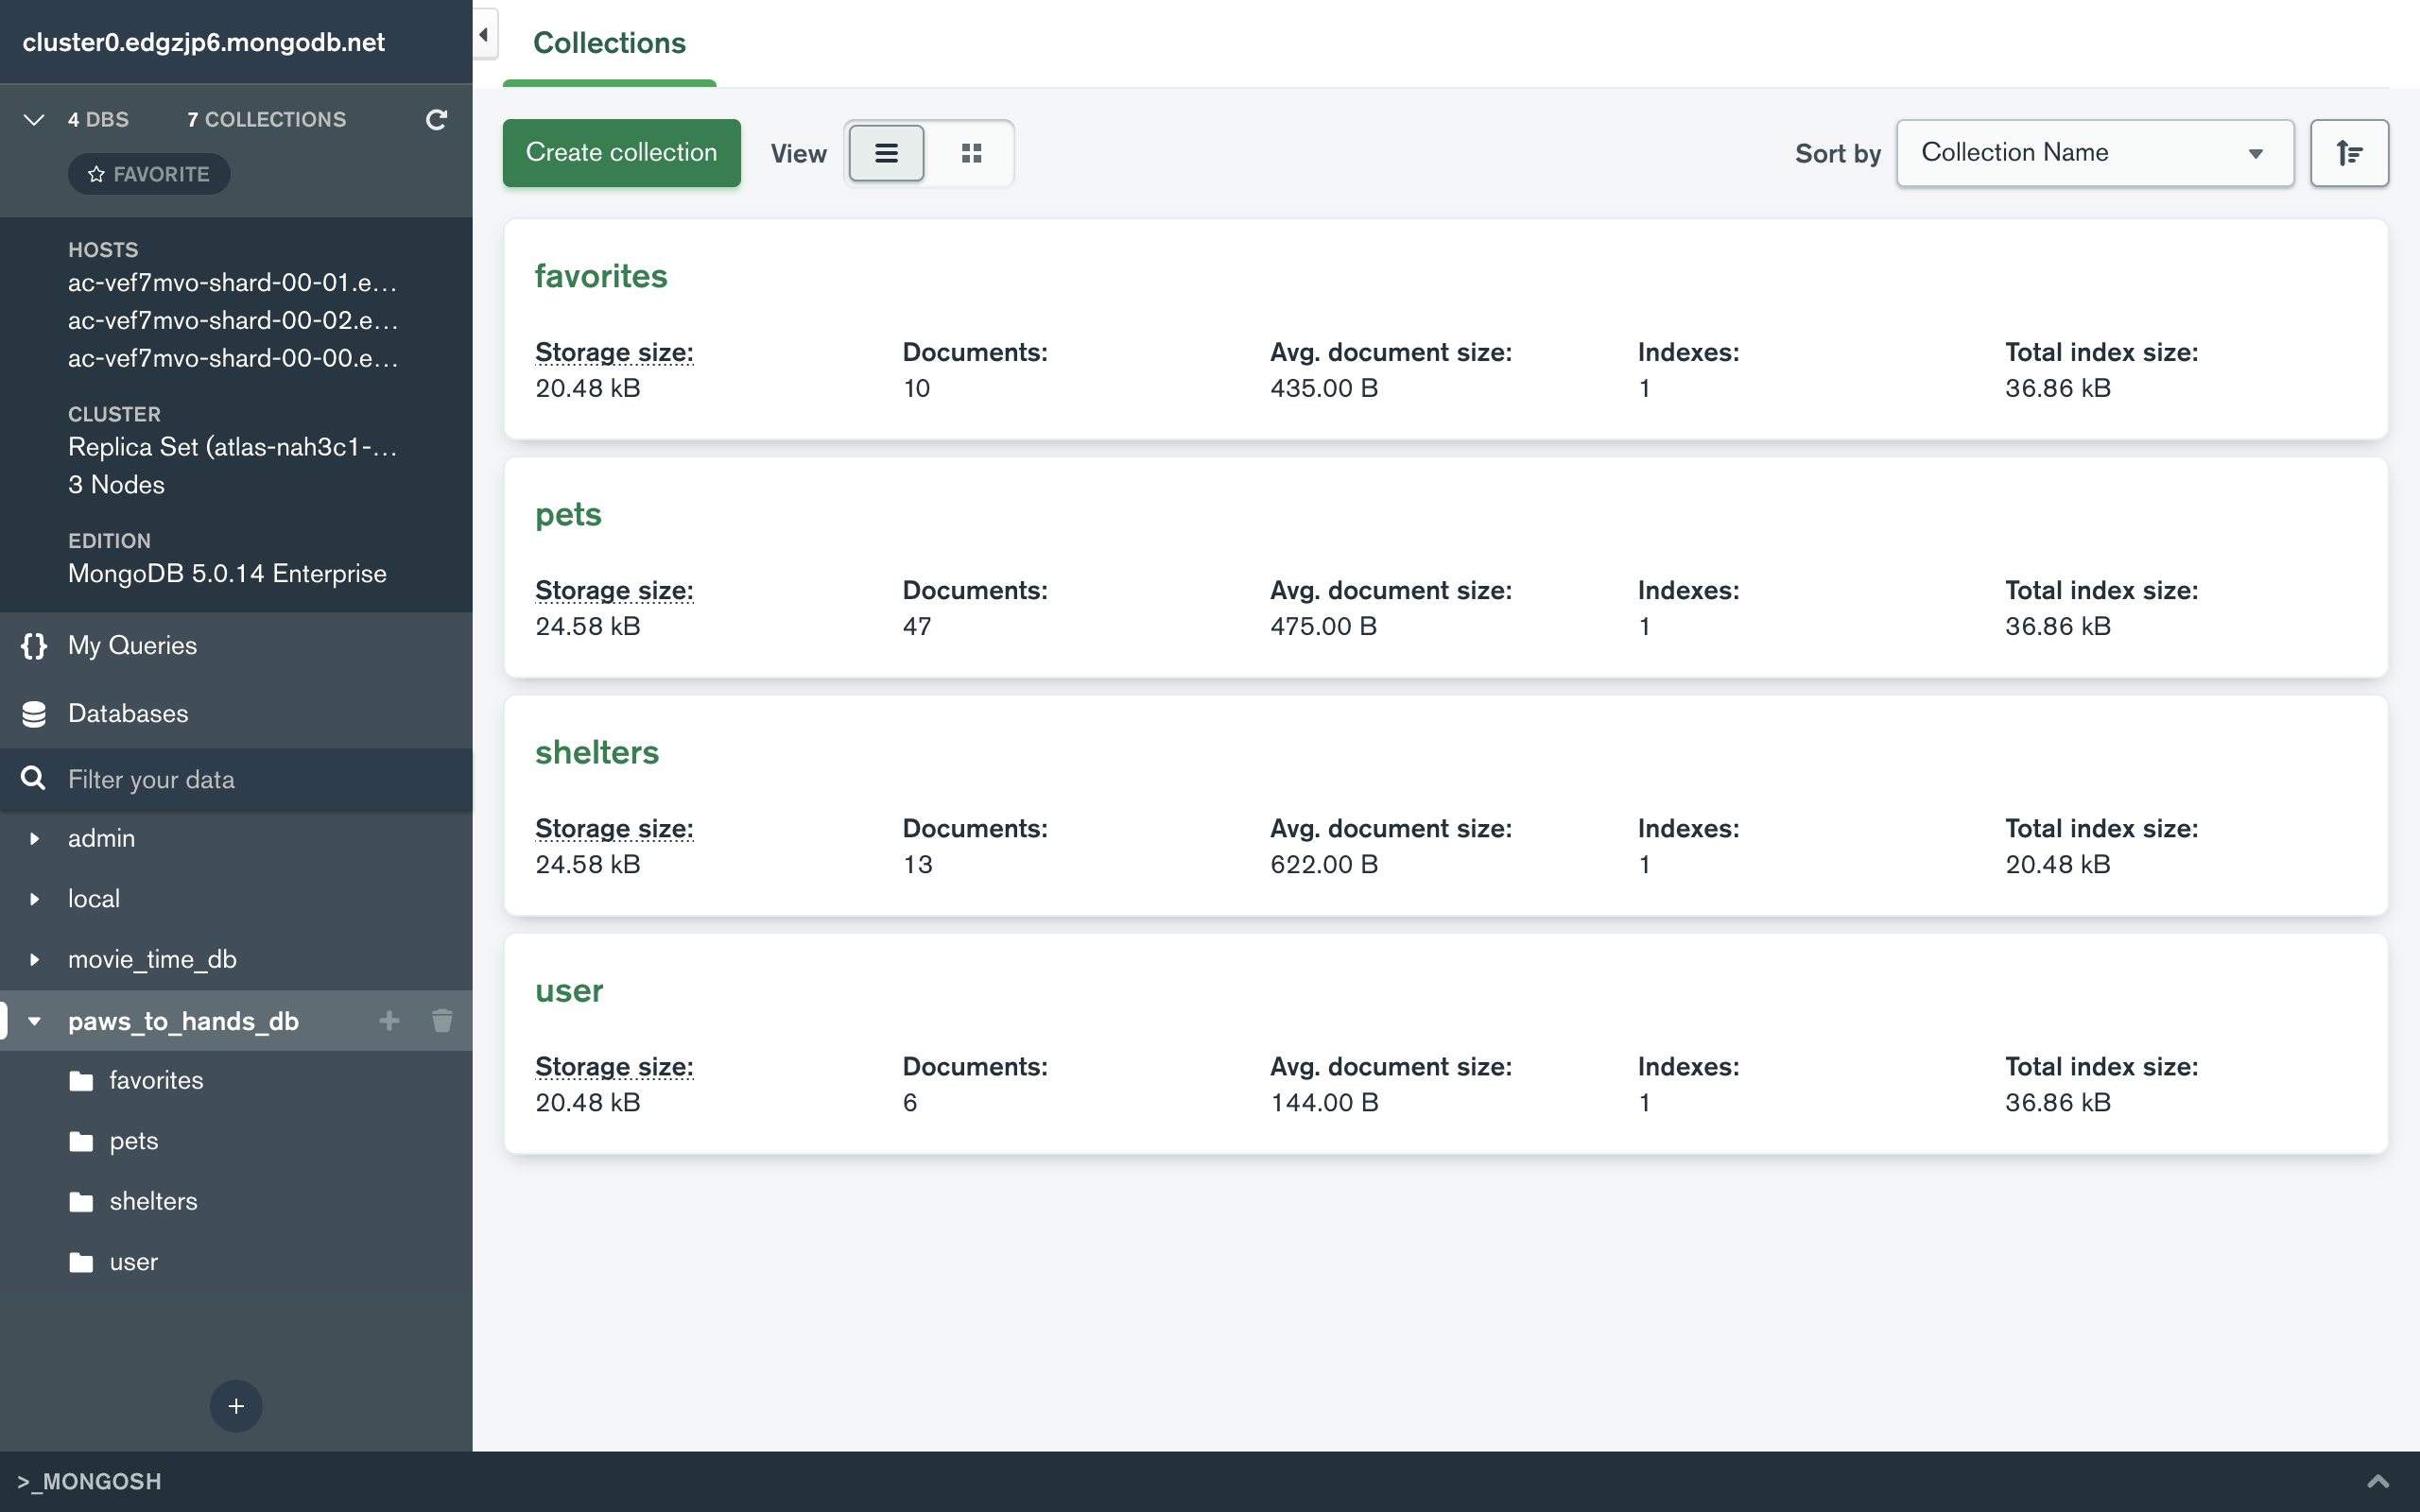 cluster0.edgzjp6.mongodb.net
4 DBS 7 COLLECTIONS
FAVORITE
HOSTS
ac-vef7mvo-shard-00-01.e...
ac-vef7mvo-shard-00-02.e...
ac-vef7mvo-shard-00-00.e...
CLUSTER
Replica Set (atlas-nah3c1-...
3 Nodes
EDITION
MongoDB 5.0.14 Enterprise
{} My Queries
Databases
Filter your data
admin
local
movie_time_db
paws_to_hands_db
favorites
pets
shelters
user
+
Collections
Create collection View Sort by Collection Name
favorites
Storage size: Documents: Avg. document size: Indexes: Total index size:
20.48 kB 10 435.00 B 1 36.86 kB
pets
Storage size: Documents: Avg. document size: Indexes: Total index size:
24.58 kB 47 475.00 B 1 36.86 kB
shelters
Storage size: Documents: Avg. document size: Indexes: Total index size:
24.58 kB 13 622.00 B 1 20.48 kB
user
Storage size: Documents: Avg. document size: Indexes: Total index size:
20.48 kB 6 144.00 B 1 36.86 kB
>_MONGOSH